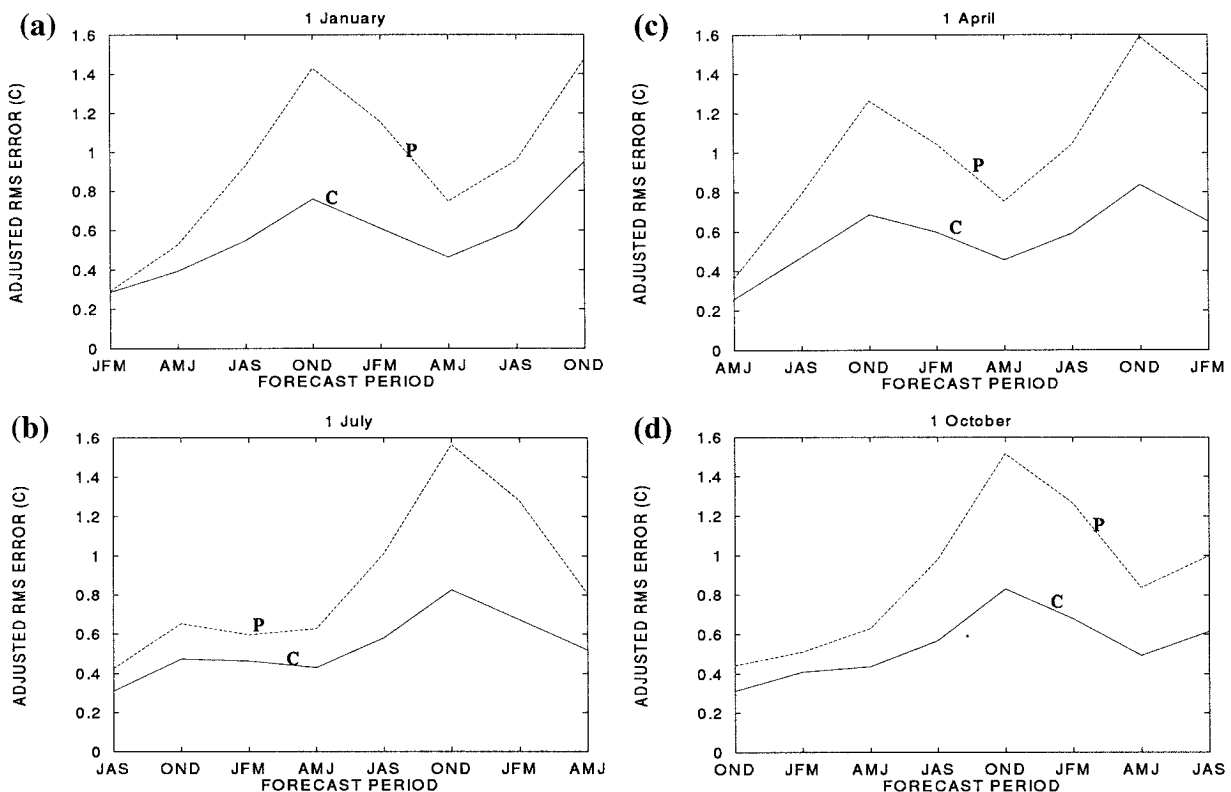 (a)
1 January
ADJUSTED RMS ERROR (C)
1.6
1.4
1.2
1
0.8
0.6
0.4
0.2
0
P
C
JFM AMJ JAS OND JFM AMJ JAS OND
FORECAST PERIOD
(c)
1 April
ADJUSTED RMS ERROR (C)
1.6
1.4
1.2
1
0.8
0.6
0.4
0.2
0
P
C
AMJ JAS OND JFM AMJ JAS OND JFM
FORECAST PERIOD
(b)
1 July
ADJUSTED RMS ERROR (C)
1.6
1.4
1.2
1
0.8
0.6
0.4
0.2
0
P
C
JAS OND JFM AMJ JAS OND JFM AMJ
FORECAST PERIOD
(d)
1 October
ADJUSTED RMS ERROR (C)
1.6
1.4
1.2
1
0.8
0.6
0.4
0.2
0
P
C
OND JFM AMJ JAS OND JFM AMJ JAS
FORECAST PERIOD